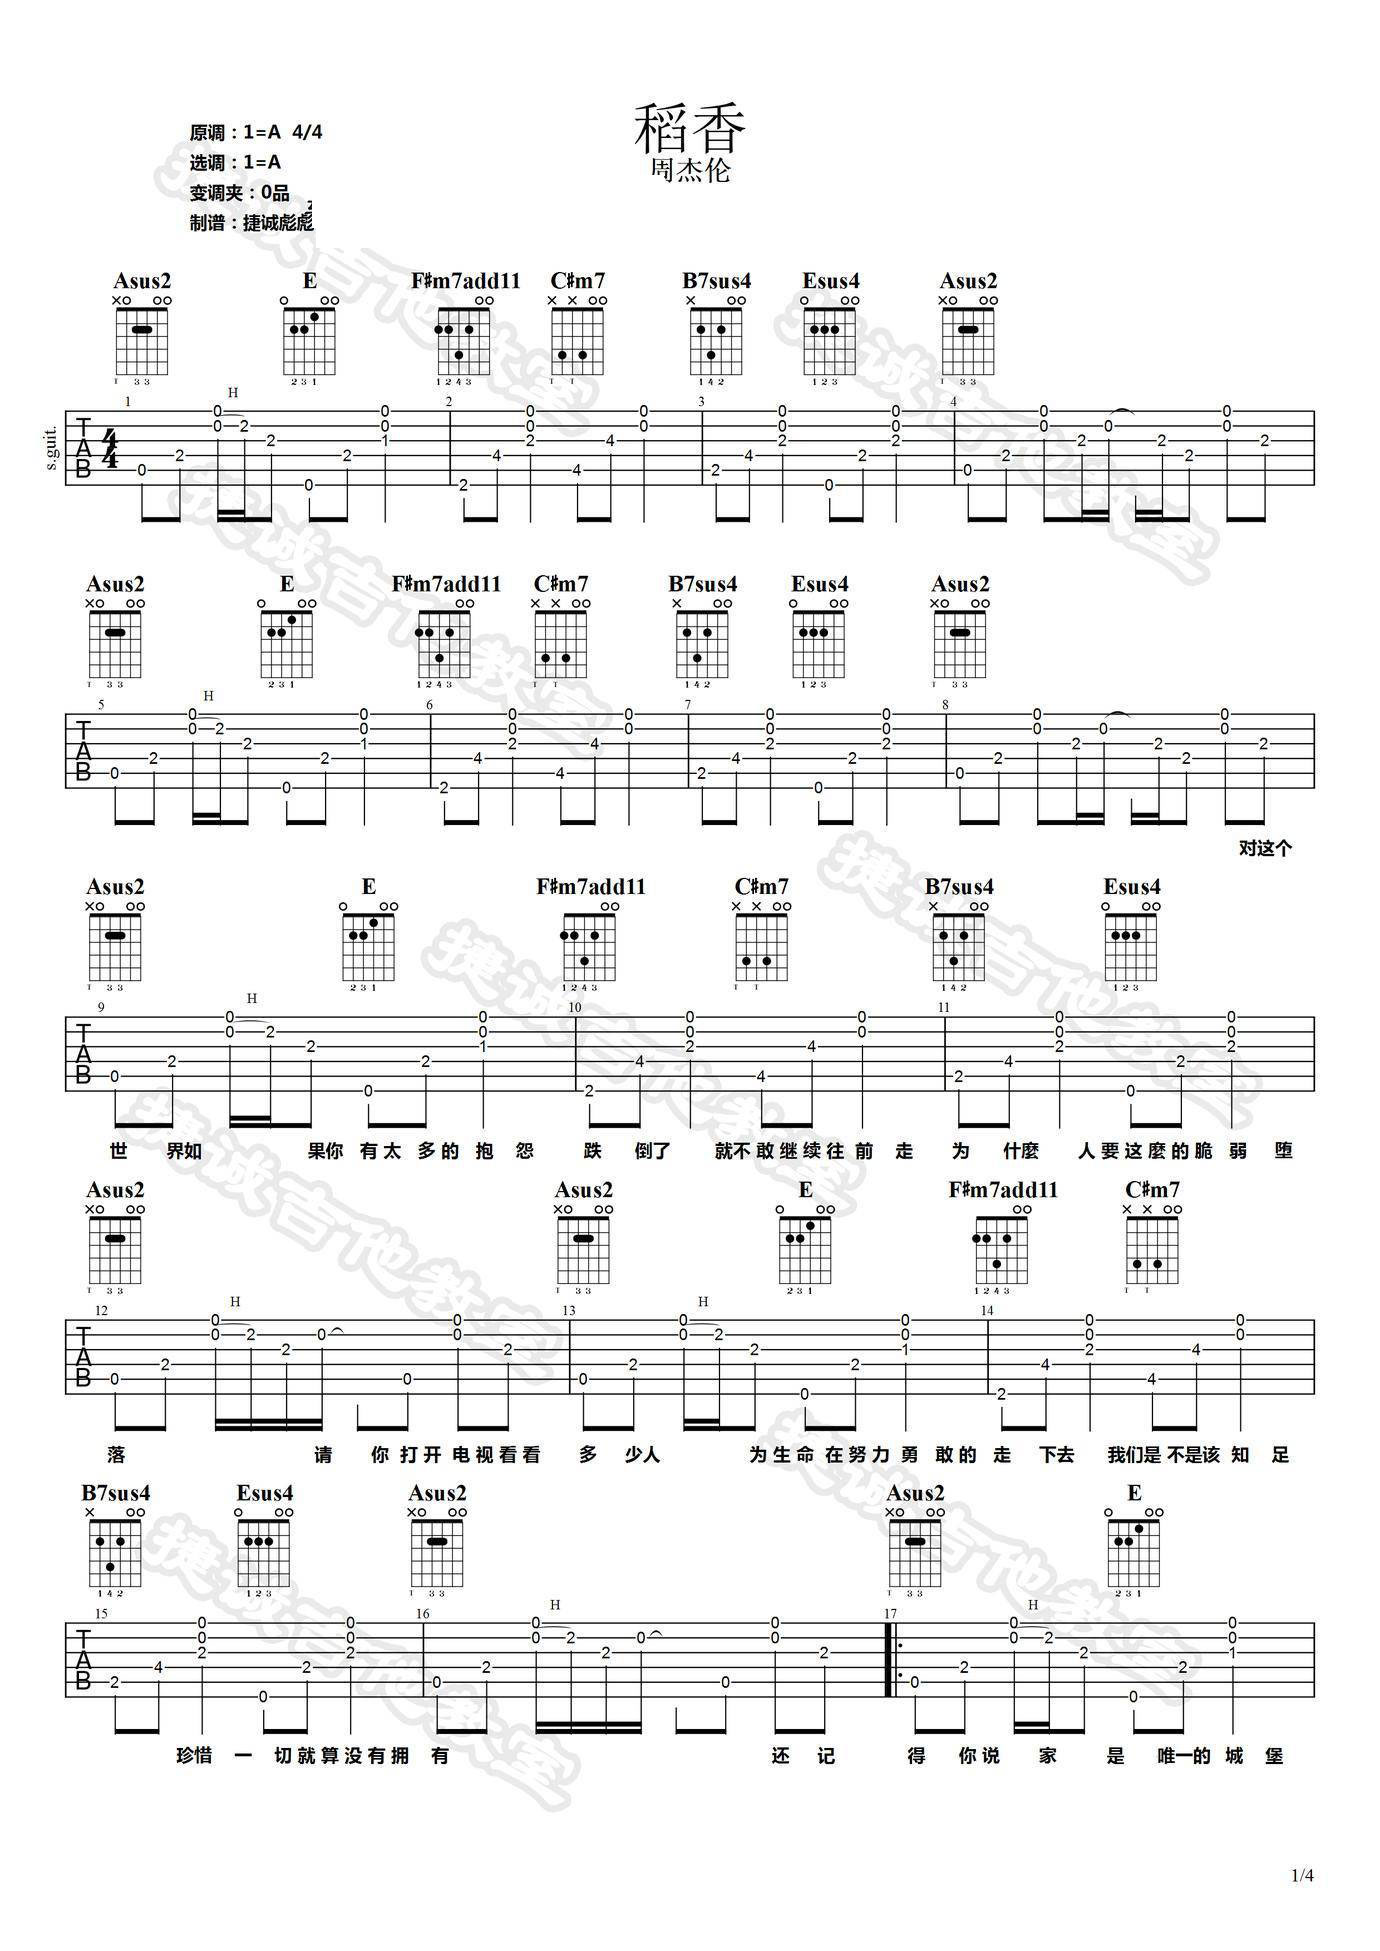 稻香
周杰伦
原调：1=A 4/4
选调：1=A
变调夹：0品
制谱：捷诚彪彪
Asus2 E F#m7add11 C#m7 B7sus4 Esus4 Asus2
s.guit.
Asus2 E F#m7add11 C#m7 B7sus4 Esus4 Asus2
对这个
Asus2 E F#m7add11 C#m7 B7sus4 Esus4
世 界如 果你 有太 多的 抱 怨 跌 倒了 就不敢继续往 前 走 为 什麼 人要这麼的脆 弱 堕
Asus2 Asus2 E F#m7add11 C#m7
落 请 你 打开 电视看看 多 少人 为生命 在努力 勇 敢的 走 下去 我们是 不是该 知 足
B7sus4 Esus4 Asus2 Asus2 E
珍惜 一 切就算没有拥 有 还 记 得 你说 家 是 唯一的 城 堡
捷诚吉他教室
1/4